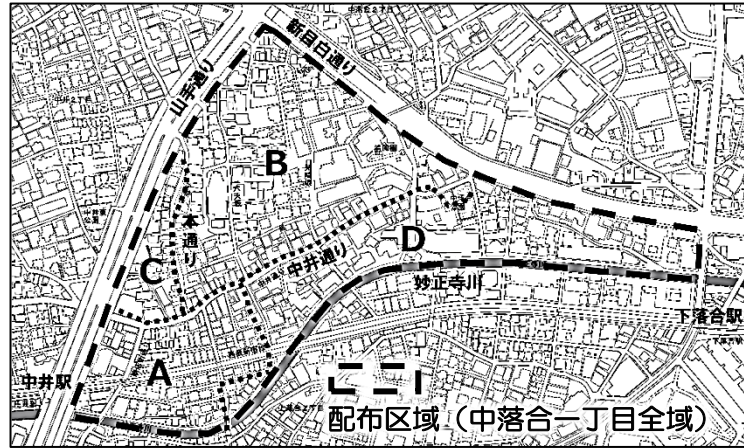 新目白通り
山手通り
B
本通り
中井通り
D
C
妙正寺川
下落合駅
A
中井駅
配布区域（中落合一丁目全域）